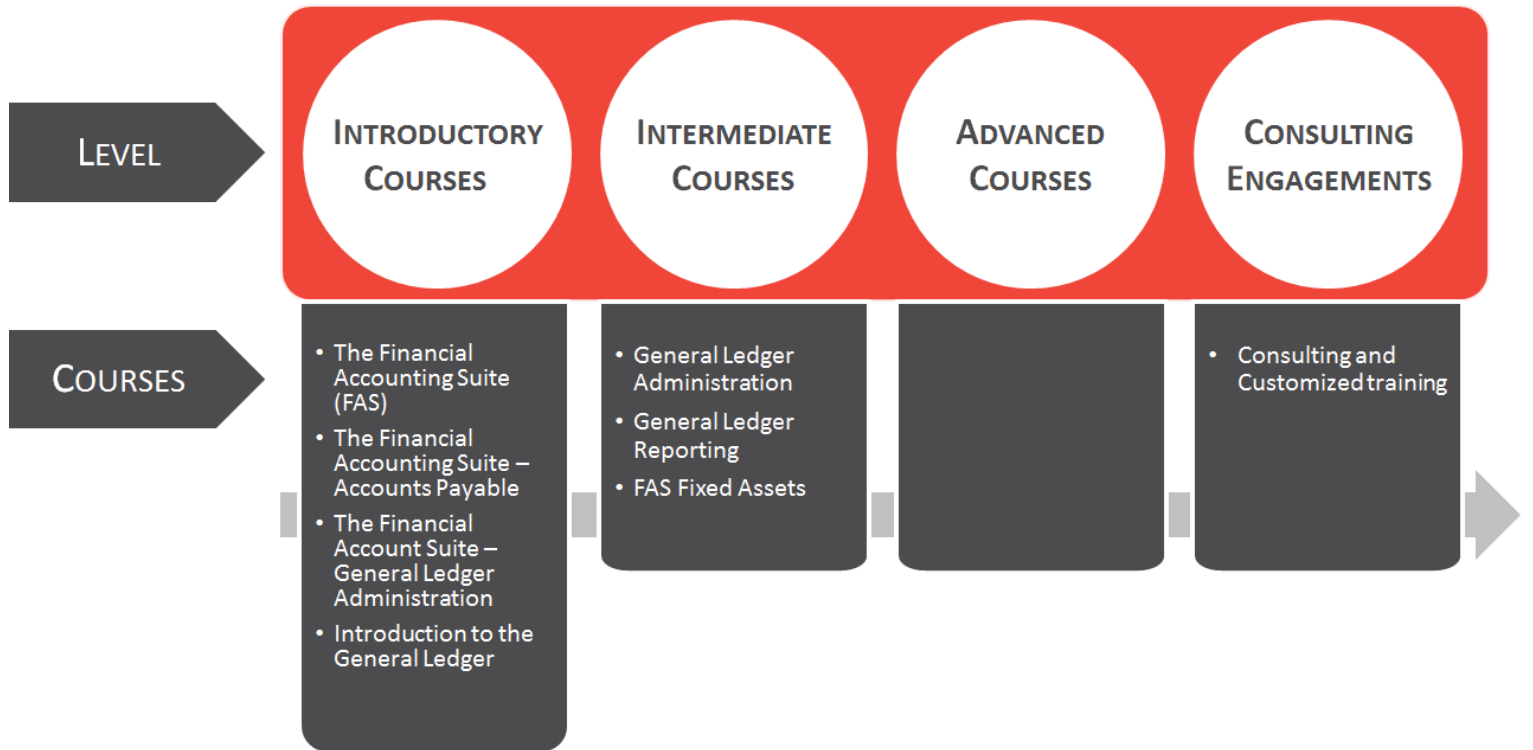 LEVEL
INTRODUCTORY
COURSES
INTERMEDIATE
COURSES
ADVANCED
COURSES
CONSULTING
ENGAGEMENTS
COURSES
• The Financial
Accounting Suite
(FAS)
• The Financial
Accounting Suite –
Accounts Payable
• The Financial
Account Suite –
General Ledger
Administration
• Introduction to the
General Ledger
• General Ledger
Administration
• General Ledger
Reporting
• FAS Fixed Assets
• Consulting and
Customized training